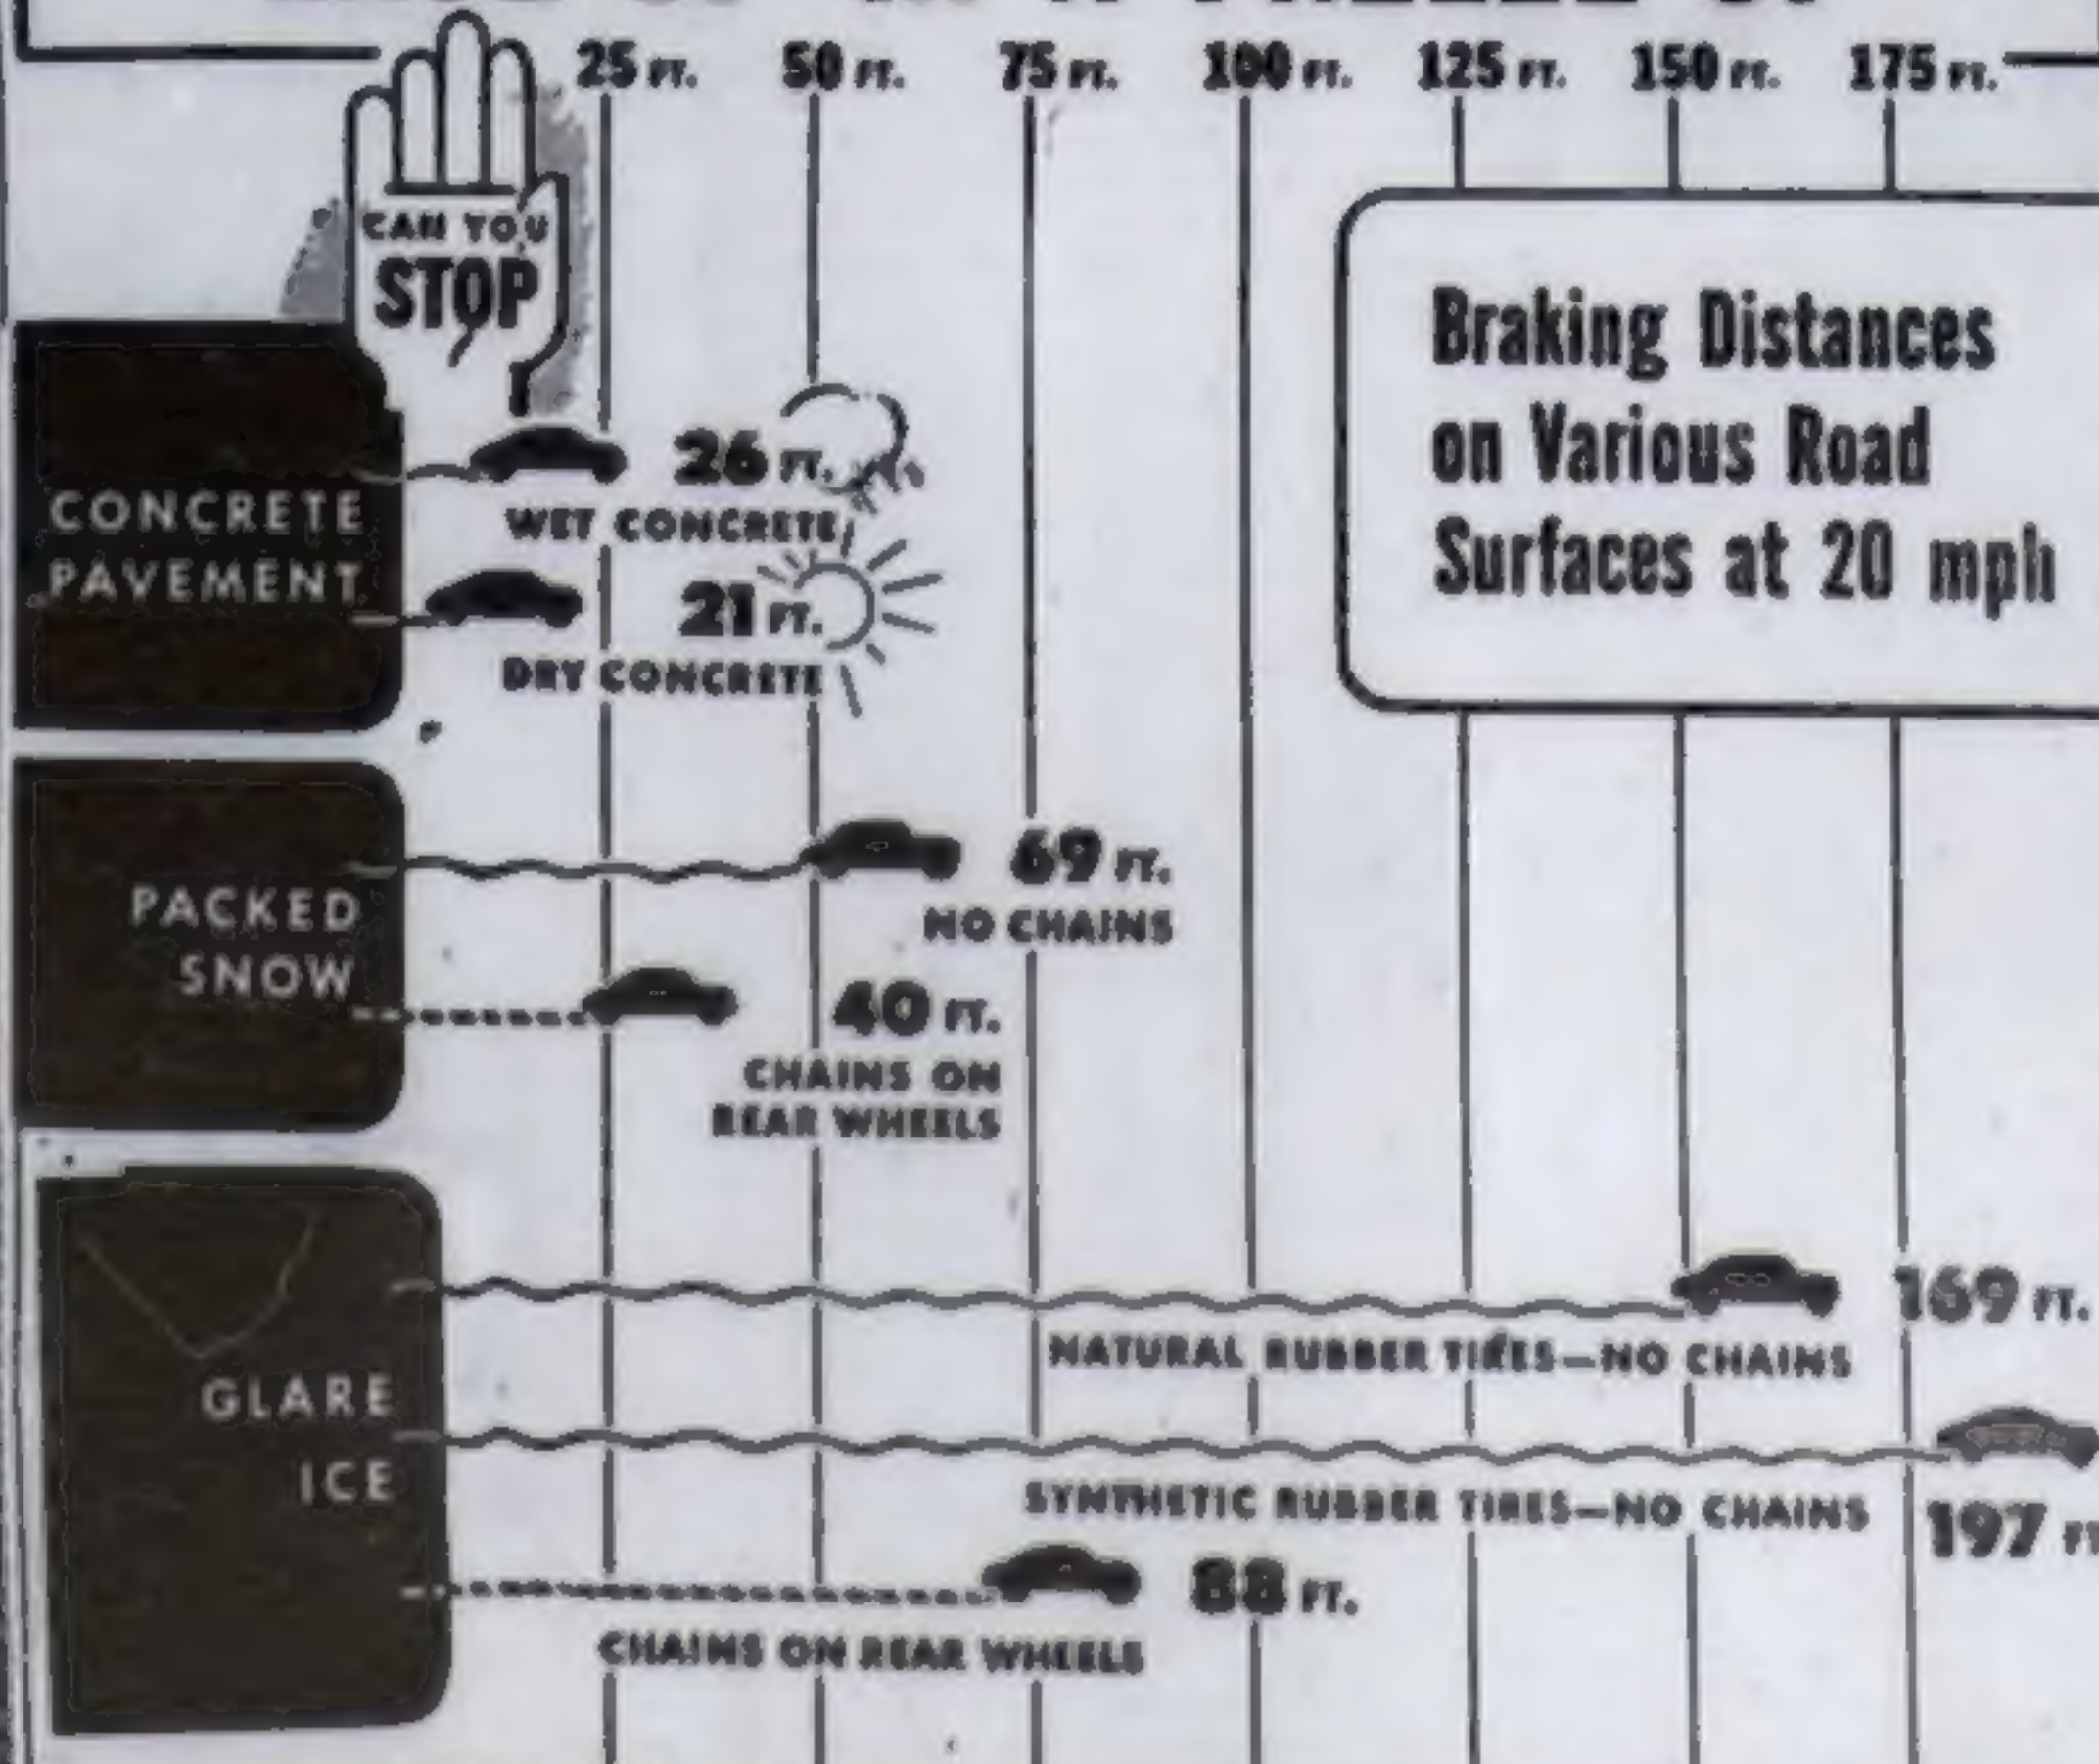 25 FT. 50 FT. 75 FT. 100 FT. 125 FT. 150 FT. 175 FT.
CAN YOU
STOP
Braking Distances
on Various Road
Surfaces at 20 mph
CONCRETE
PAVEMENT
26 FT.
WET CONCRETE
21 FT.
DRY CONCRETE
PACKED
SNOW
69 FT.
NO CHAINS
40 FT.
CHAINS ON
REAR WHEELS
GLARE
ICE
169 FT.
NATURAL RUBBER TIRES—NO CHAINS
SYNTHETIC RUBBER TIRES—NO CHAINS
197 FT
88 FT.
CHAINS ON REAR WHEELS